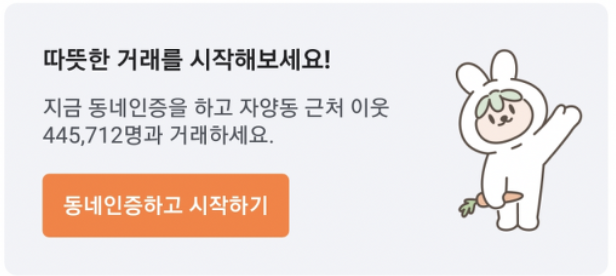 따뜻한 거래를 시작해보세요!
지금 동네인증을 하고 자양동 근처 이웃
445,712명과 거래하세요.
동네인증하고 시작하기